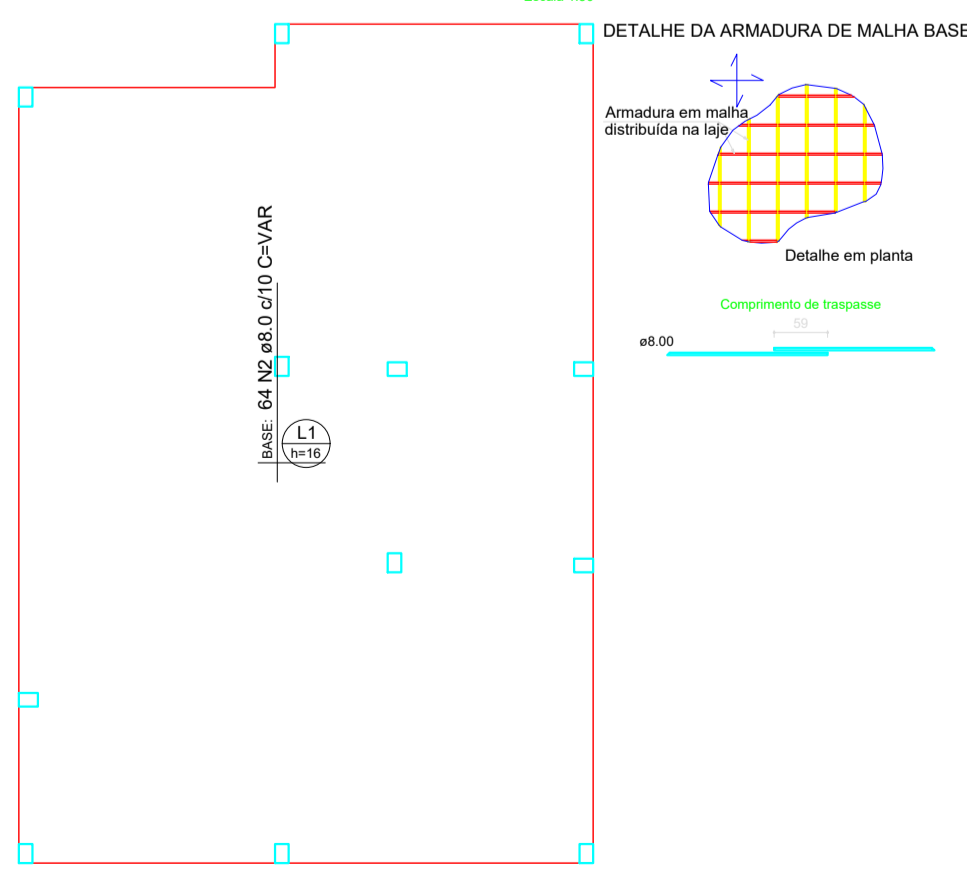 DETALHE DA ARMADURA DE MALHA BASE
Armadura em malha
distribuída na laje
Detalhe em planta
Comprimento de traspasse
59
ø8.00
BASE: 64 N2 ø8.0 c/10 C=VAR
L1
h=16